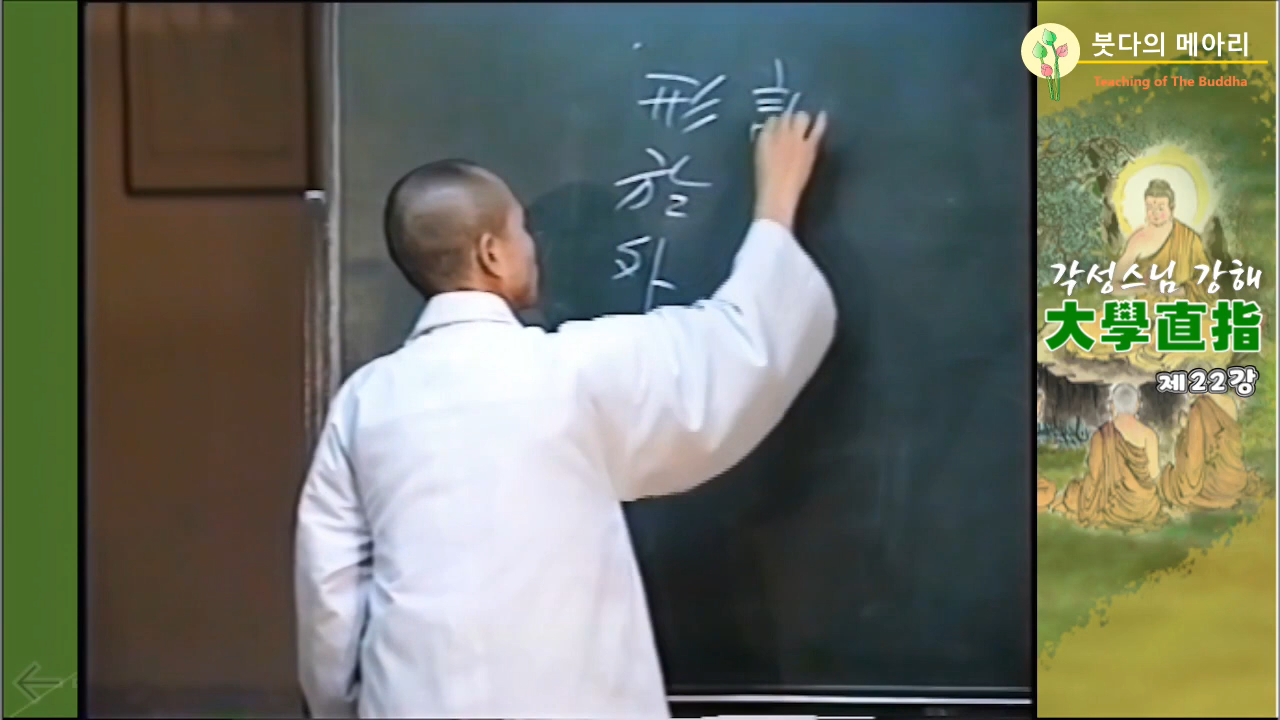 形
於
外
붓다의 메아리
Teaching of The Buddha
각성스님 강해
大學直指
제22강